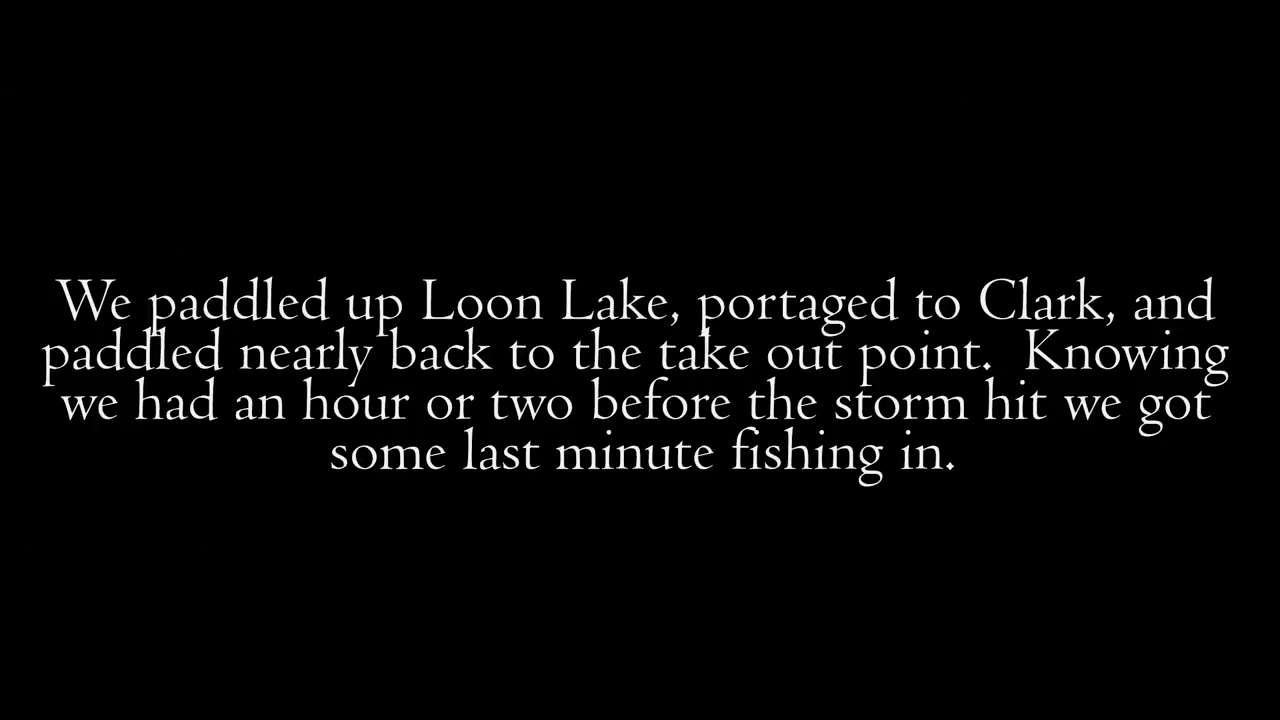 We paddled up Loon Lake, portaged to Clark, and
paddled nearly back to the take out point.  Knowing
we had an hour or two before the storm hit we got
some last minute fishing in.